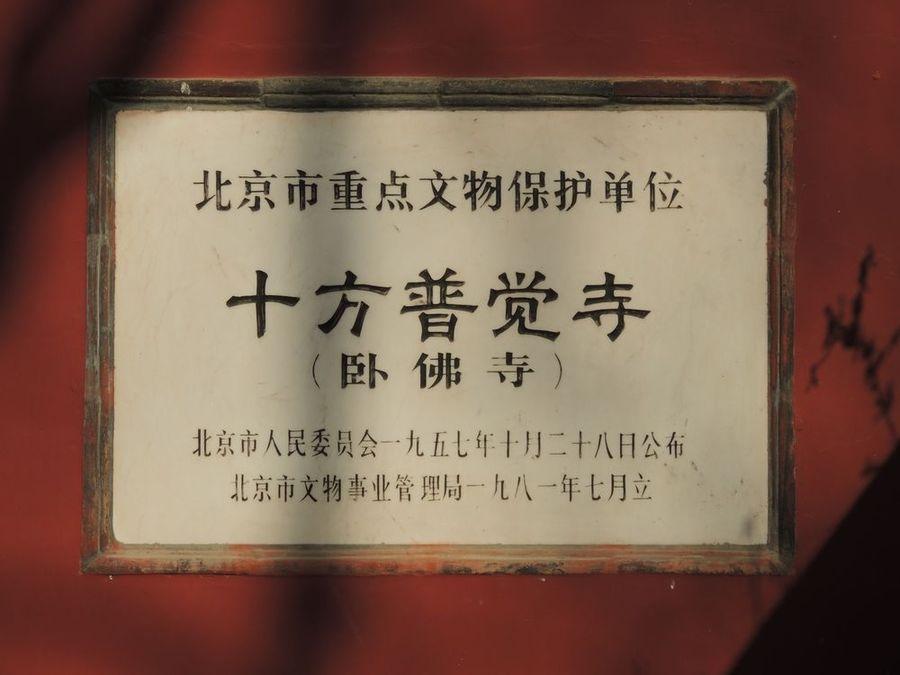 北京市重点文物保护单位
十方普觉寺
（卧佛寺）
北京市人民委员会一九五七年十月二十八日公布
北京市文物事业管理局一九八一年七月立